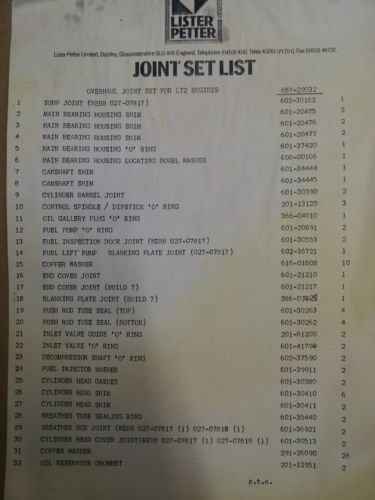 LISTER
PETTER
Lister-Petter Limited, Dursley, Gloucestershire GL11 4HS England. Telephone (0453) 4141. Telex 43261 LPLTD G. Fax (0453) 46732.
JOINT SET LIST
OVERHAUL JOINT SET FOR LT2 ENGINES 657-29032
1 SUMP JOINT (WEBB 027-07817) 602-30182 1
2 MAIN BEARING HOUSING SHIM 601-20475 2
3 MAIN BEARING HOUSING SHIM 601-20476 2
4 MAIN BEARING HOUSING SHIM 601-20477 2
5 MAIN BEARING HOUSING 'O' RING 601-37420 1
6 MAIN BEARING HOUSING LOCATING DOWEL WASHER 600-00106 1
7 CAMSHAFT SHIM 601-34444 1
8 CAMSHAFT SHIM 601-34445 1
9 CYLINDER BARREL JOINT 601-30390 2
10 CONTROL SPINDLE / DIPSTICK 'O' RING 201-13120 3
11 OIL GALLERY PLUG 'O' RING 366-04010 1
12 FUEL PUMP 'O' RING 601-20691 2
13 FUEL INSPECTION DOOR JOINT (WEBB 027-07817) 601-30553 2
14 FUEL LIFT PUMP BLANKING PLATE JOINT (027-07817) 602-36721 1
15 COPPER WASHER 616-01608 10
16 END COVER JOINT 601-21210 1
17 END COVER JOINT (BUILD 7) 601-21217 1
18 BLANKING PLATE JOINT (BUILD 7) 366-07428 1
19 PUSH ROD TUBE SEAL (TOP) 601-30263 4
20 PUSH ROD TUBE SEAL (BOTTOM) 601-30262 4
21 INLET VALVE GUIDE 'O' RING 201-81200 2
22 INLET VALVE 'O' RING 601-41790 2
23 DECOMPRESSOR SHAFT 'O' RING 602-37590 2
24 FUEL INJECTOR WASHER 601-39911 2
25 CYLINDER HEAD GASKET 601-30380 2
26 CYLINDER HEAD SHIM 601-30410 6
27 CYLINDER HEAD SHIM 601-30411 2
28 BREATHER TUBE SEALING RING 601-35440 2
29 BREATHER BOX JOINT (WEBB 027-07817 (1) 027-07818 (1) 601-36921 2
30 CYLINDER HEAD COVER JOINT(WEBB 027-07817 (1) 027-07818 (1) 601-30513 2
31 COPPER WASHER 291-26090 26
32 OIL RESERVOIR GROMMET 201-12951 2
p.t.o.